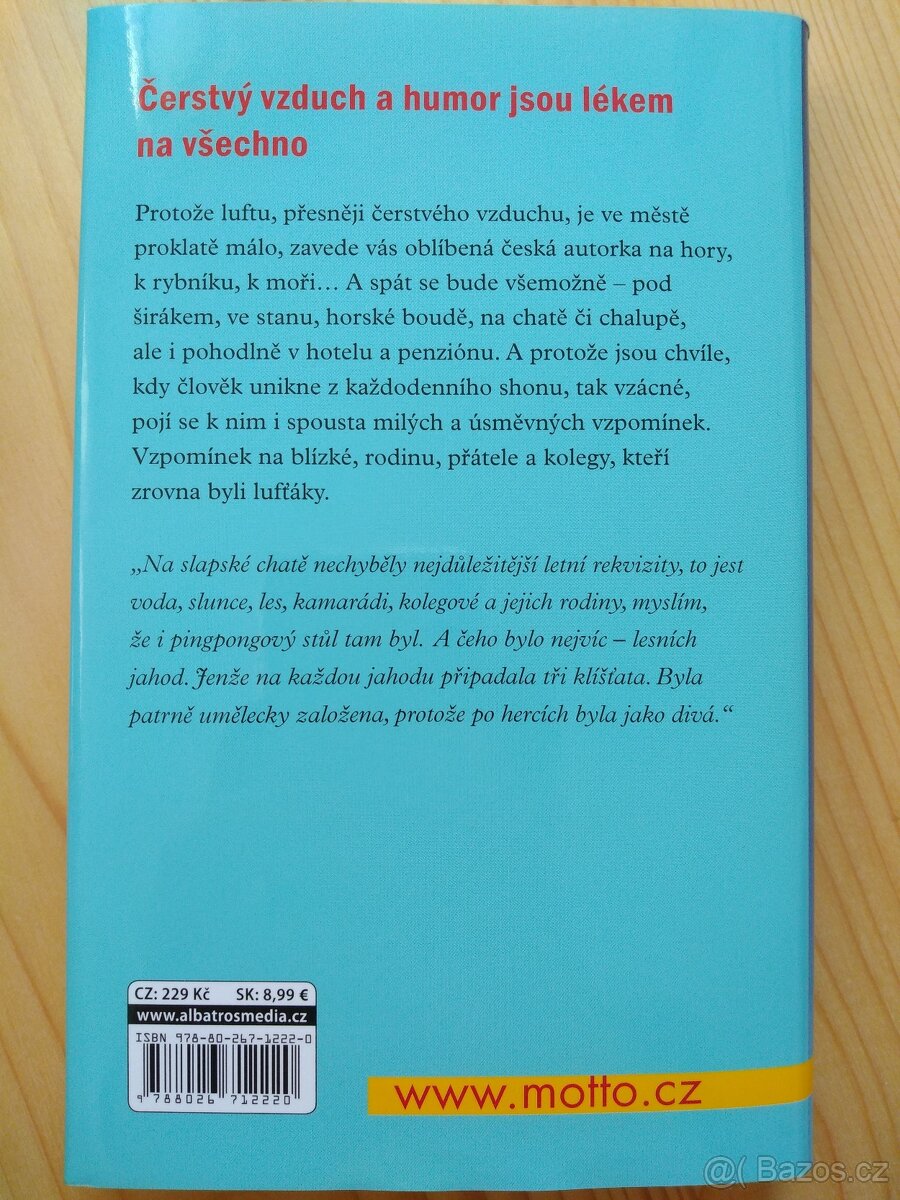 Čerstvý vzduch a humor jsou lékem
na všechno
Protože luftu, přesněji čerstvého vzduchu, je ve městě
proklatě málo, zavede vás oblíbená česká autorka na hory,
k rybníku, k moři… A spát se bude všemožně – pod
širákem, ve stanu, horské boudě, na chatě či chalupě,
ale i pohodlně v hotelu a penziónu. A protože jsou chvíle,
kdy člověk unikne z každodenního shonu, tak vzácné,
pojí se k nim i spousta milých a úsměvných vzpomínek.
Vzpomínek na blízké, rodinu, přátele a kolegy, kteří
zrovna byli lufťáky.
„Na slapské chatě nechyběly nejdůležitější letní rekvizity, to jest
voda, slunce, les, kamarádi, kolegové a jejich rodiny, myslím,
že i pingpongový stůl tam byl. A čeho bylo nejvíc – lesních
jahod. Jenže na každou jahodu připadala tři klíšťata. Byla
patrně umělecky založena, protože po hercích byla jako divá.“
CZ: 229 Kč SK: 8,99 €
www.albatrosmedia.cz
ISBN 978-80-267-1222-0
9 788026 712220
www.motto.cz
@( Bazos.cz